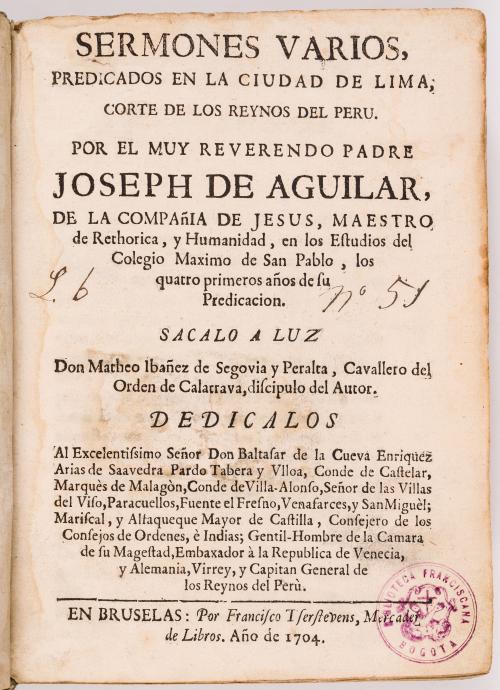 SERMONES VARIOS,
PREDICADOS EN LA CIUDAD DE LIMA,
CORTE DE LOS REYNOS DEL PERU.
POR EL MUY REVERENDO PADRE
JOSEPH DE AGUILAR,
DE LA COMPAñIA DE JESUS, MAESTRO
de Rethorica, y Humanidad, en los Eſtudios del
Colegio Maximo de San Pablo, los
quatro primeros años de ſu
Predicacion.
L. 6
nº 51
SACALO A LUZ
Don Matheo Ibañez de Segovia y Peralta, Cavallero del
Orden de Calatrava, diſcipulo del Autor.
DEDICALOS
Al Excelentiſſimo Señor Don Baltaſar de la Cueva Enriquez
Arias de Saavedra Pardo Tabera y Vlloa, Conde de Caſtelar,
Marquès de Malagòn, Conde de Villa-Alonſo, Señor de las Villas
del Viſo, Paracuellos, Fuente el Freſno, Venafarces, y San Miguèl;
Mariſcal, y Alfaqueque Mayor de Caſtilla, Conſejero de los
Conſejos de Ordenes, è Indias; Gentil-Hombre de la Camara
de ſu Mageſtad, Embaxador à la Republica de Venecia,
y Alemania, Virrey, y Capitan General de
los Reynos del Perù.
EN BRUSELAS: Por Franciſco Tſerſtevens, Mercader
de Libros. Año de 1704.
BIBLIOTECA FRANCISCANA
BOGOTA